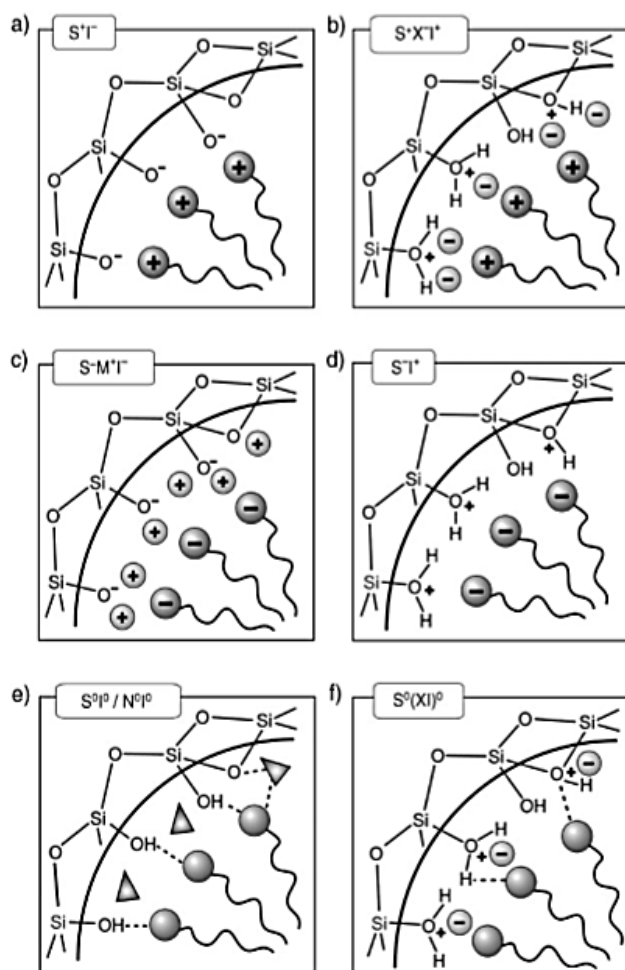 a) S⁺I⁻
O Si
O Si O
Si O⁻
+
O O⁻
+
Si O⁻ +
b) S⁺X⁻I⁺
O Si
O Si O H −
+
OH −
Si H
O + − +
O H +
H
Si O + − − +
H
c) S⁻M⁺I⁻
O Si
O Si O +
O⁻
Si + +
O⁻ −
O + −
+
Si O⁻ −
+
d) S⁻I⁺
O Si
O Si O
+ H
OH
Si H
O + −
O H −
H
Si O + −
H
e) S⁰I⁰ / N⁰I⁰
O Si
O Si O
OH
Si OH
O
Si OH
f) S⁰(XI)⁰
O Si
O Si O + −
H
OH
Si O H
+ −
O H
H
Si O + −
H